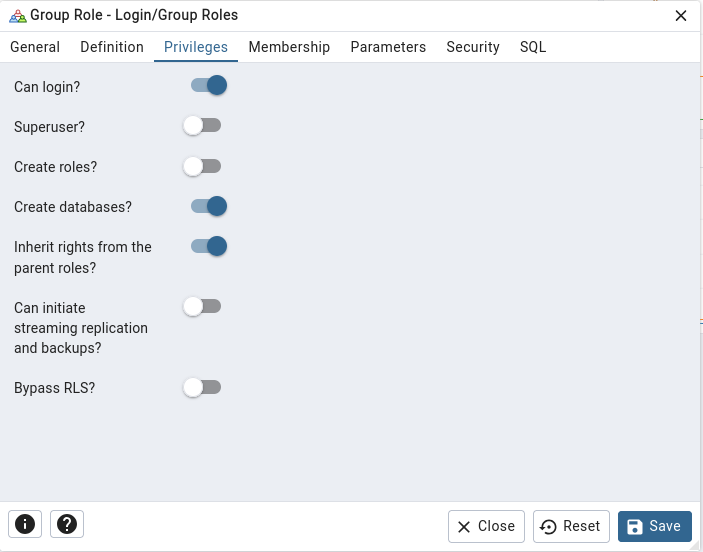 Group Role - Login/Group Roles
General Definition Privileges Membership Parameters Security SQL
Can login?
Superuser?
Create roles?
Create databases?
Inherit rights from the
parent roles?
Can initiate
streaming replication
and backups?
Bypass RLS?
Close Reset Save